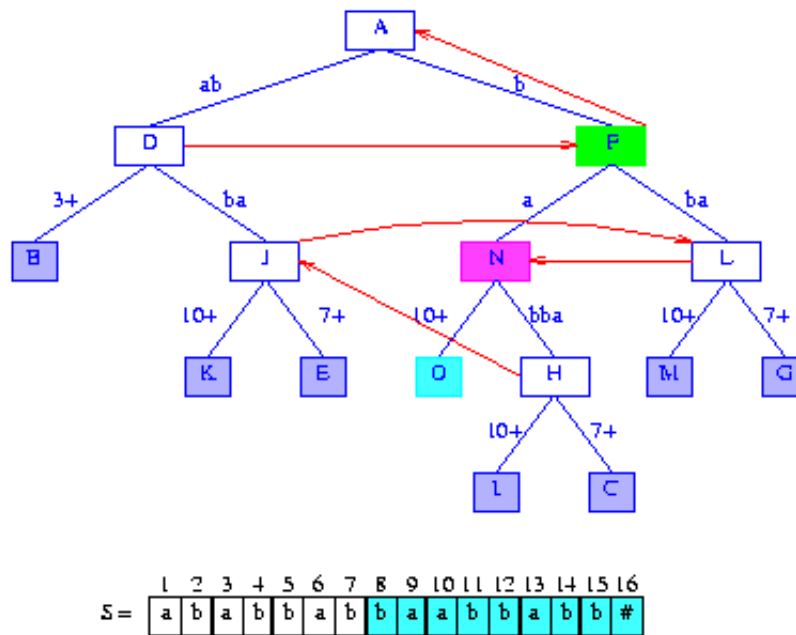 A
ab b
D F
3+ ba a ba
B J N L
10+ 7+ 10+ bba 10+ 7+
K E O H M G
10+ 7+
I C
1 2 3 4 5 6 7 8 9 10 11 12 13 14 15 16
S = a b a b b a b b a a b b a b b #